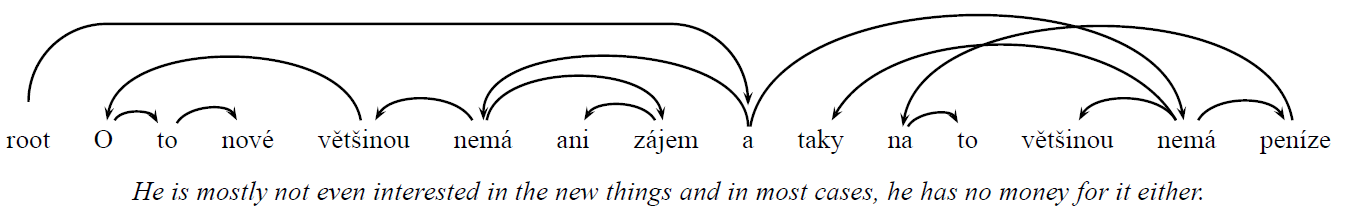 root O to nové většinou nemá ani zájem a taky na to většinou nemá peníze
He is mostly not even interested in the new things and in most cases, he has no money for it either.